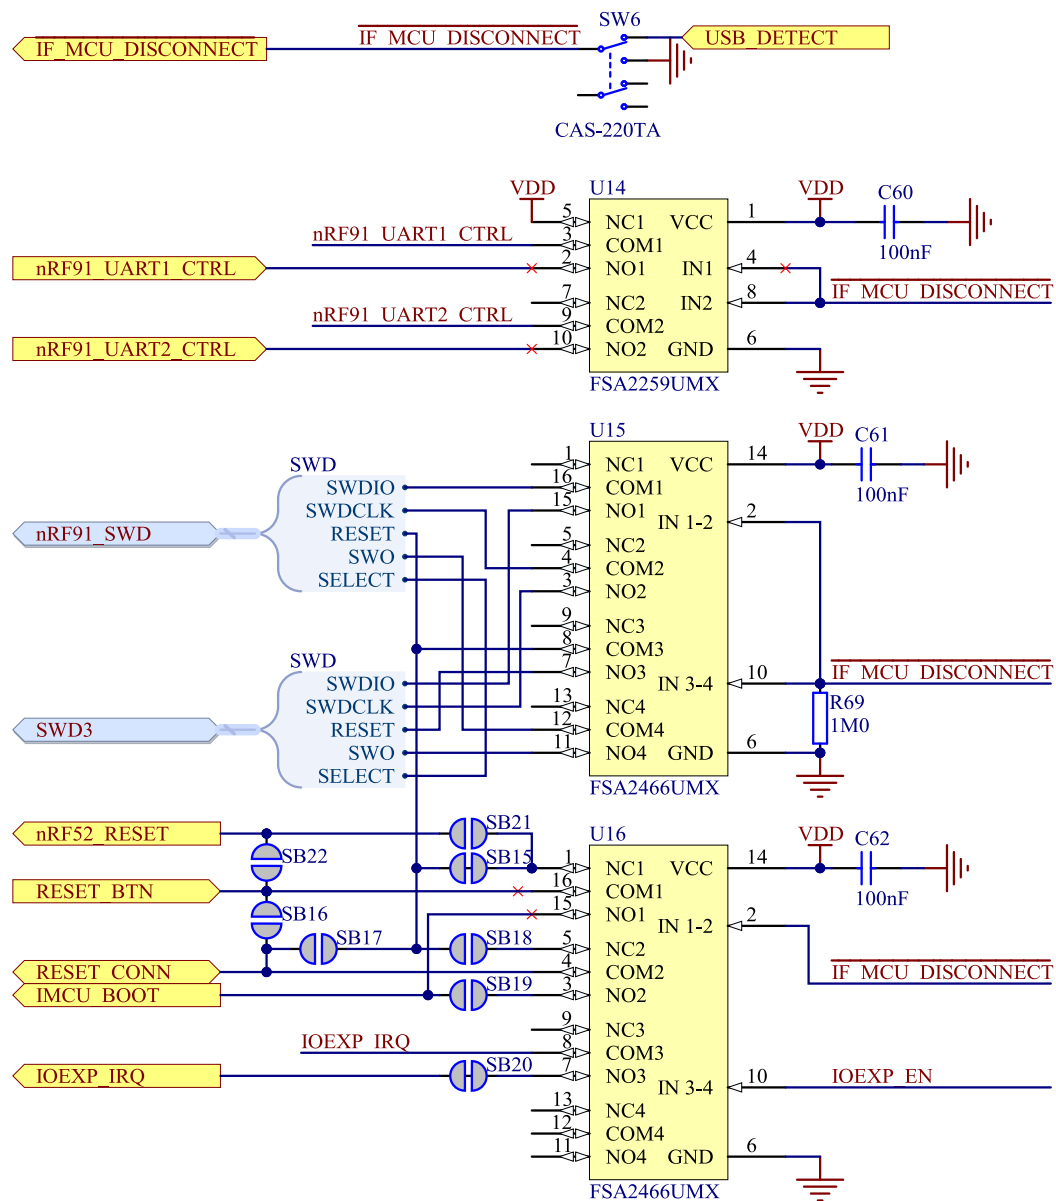 SW6
IF_MCU_DISCONNECT
IF_MCU_DISCONNECT
USB_DETECT
CAS-220TA
U14
VDD
5 NC1 VCC 1
VDD
C60
100nF
nRF91_UART1_CTRL
3 COM1
nRF91_UART1_CTRL
2 NO1 IN1 4
7 NC2 IN2 8
IF_MCU_DISCONNECT
nRF91_UART2_CTRL
9 COM2
nRF91_UART2_CTRL
10 NO2 GND 6
FSA2259UMX
U15
1 NC1 VCC 14
VDD
C61
100nF
SWD
SWDIO
16 COM1
SWDCLK
15 NO1 IN 1-2 2
nRF91_SWD
RESET
5 NC2
SWO
4 COM2
SELECT
3 NO2
9 NC3
8 COM3
SWD
7 NO3
SWDIO
IN 3-4 10
IF_MCU_DISCONNECT
SWDCLK
13 NC4
R69
1M0
SWD3
RESET
12 COM4
SWO
11 NO4 GND 6
SELECT
FSA2466UMX
nRF52_RESET
SB21
U16
SB22
SB15
1 NC1 VCC 14
VDD
C62
100nF
RESET_BTN
16 COM1
SB16
15 NO1 IN 1-2 2
SB17
SB18
5 NC2
RESET_CONN
4 COM2
IF_MCU_DISCONNECT
IMCU_BOOT
SB19
3 NO2
9 NC3
IOEXP_IRQ
8 COM3
IOEXP_IRQ
SB20
7 NO3
IN 3-4 10
IOEXP_EN
13 NC4
12 COM4
11 NO4 GND 6
FSA2466UMX